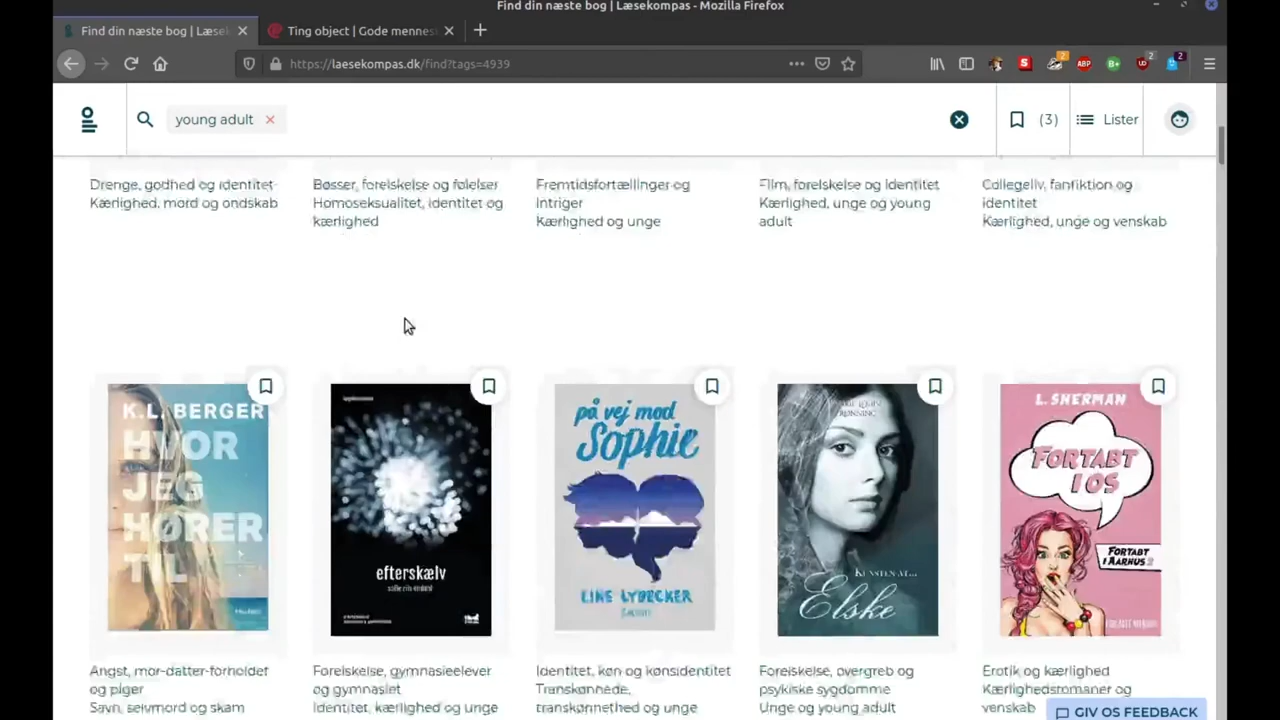 Find din næste bog | Læsekompas - Mozilla Firefox
Find din næste bog | Læsek
Ting object | Gode mennes
https://laesekompas.dk/find?tags=4939
young adult
(3)
Lister
Drenge, godhed og identitet
Kærlighed, mord og ondskab
Bøsser, forelskelse og følelser
Homoseksualitet, identitet og
kærlighed
Fremtidsfortællinger og
intriger
Kærlighed og unge
Film, forelskelse og identitet
Kærlighed, unge og young
adult
Collegeliv, fanfiktion og
identitet
Kærlighed, unge og venskab
K.L. BERGER
HVOR
JEG
HØRER
TIL
efterskælv
på vej mod
Sophie
LINE LYBECKER
RØNNING
KUNSTEN AT...
Elske
L. SHERMAN
FORTABT
I OS
FORTABT
I AARHUS 2
Angst, mor-datter-forholdet
og piger
Savn, selvmord og skam
Forelskelse, gymnasieelever
og gymnasiet
Identitet, kærlighed og unge
Identitet, køn og kønsidentitet
Transkønnede,
transkønnethed og unge
Forelskelse, overgreb og
psykiske sygdomme
Unge og young adult
Erotik og kærlighed
Kærlighedsromaner og
venskab
GIV OS FEEDBACK